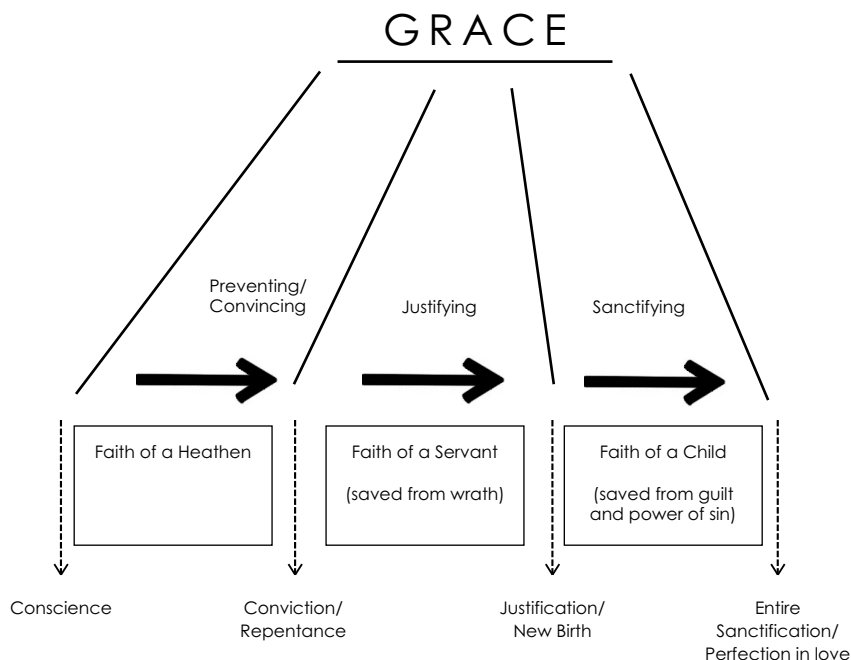 GRACE
Preventing/
Convincing
Justifying
Sanctifying
Faith of a Heathen
Faith of a Servant
(saved from wrath)
Faith of a Child
(saved from guilt
and power of sin)
Conscience
Conviction/
Repentance
Justification/
New Birth
Entire
Sanctification/
Perfection in love